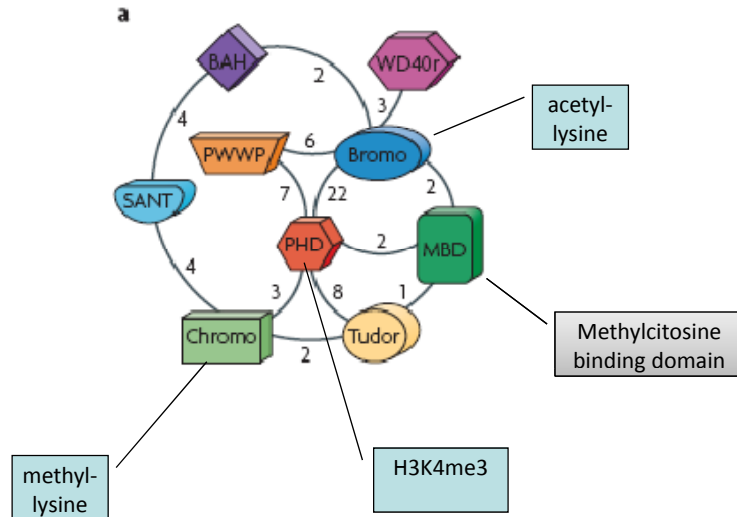 a
BAH
2
WD40r
3
acetyl-
lysine
4
PWWP
6
Bromo
SANT
7
22
2
PHD
2
MBD
4
3
8
1
Chromo
2
Tudor
Methylcitosine
binding domain
methyl-
lysine
H3K4me3